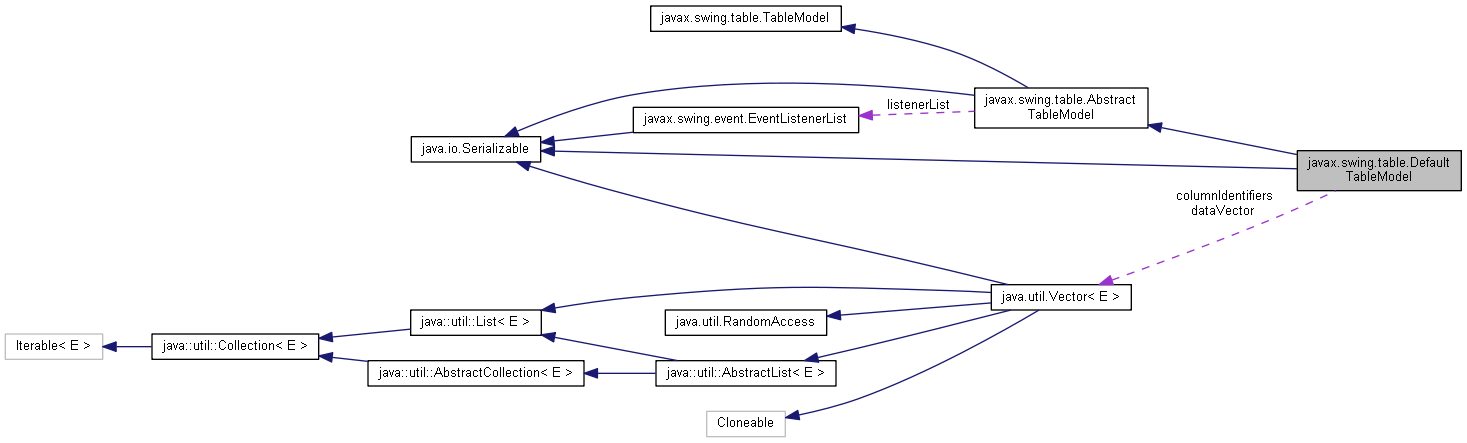 javax.swing.table.TableModel
javax.swing.table.Abstract
TableModel
listenerList
javax.swing.event.EventListenerList
java.io.Serializable
javax.swing.table.Default
TableModel
columnIdentifiers
dataVector
java.util.Vector< E >
java::util::List< E >
java.util.RandomAccess
Iterable< E >
java::util::Collection< E >
java::util::AbstractCollection< E >
java::util::AbstractList< E >
Cloneable